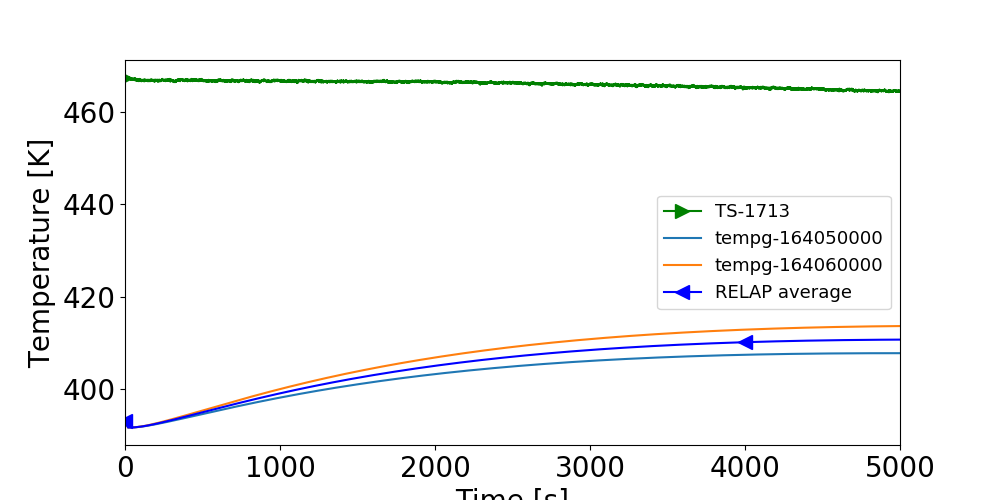 460
440
420
400
Temperature [K]
TS-1713
tempg-164050000
tempg-164060000
RELAP average
0 1000 2000 3000 4000 5000
Time [s]